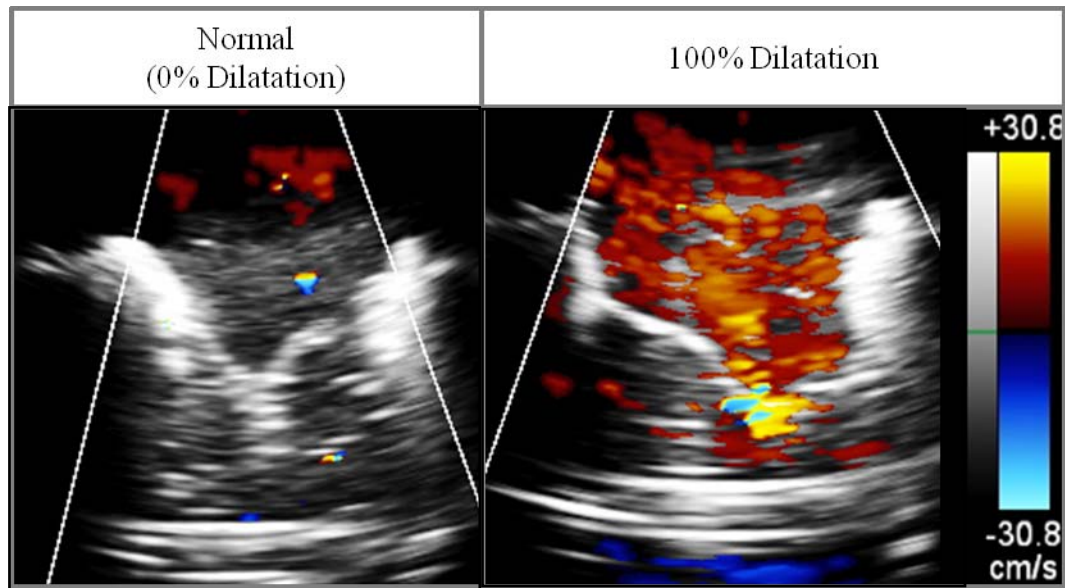 Normal
(0% Dilatation)
100% Dilatation
+30.8
-30.8
cm/s